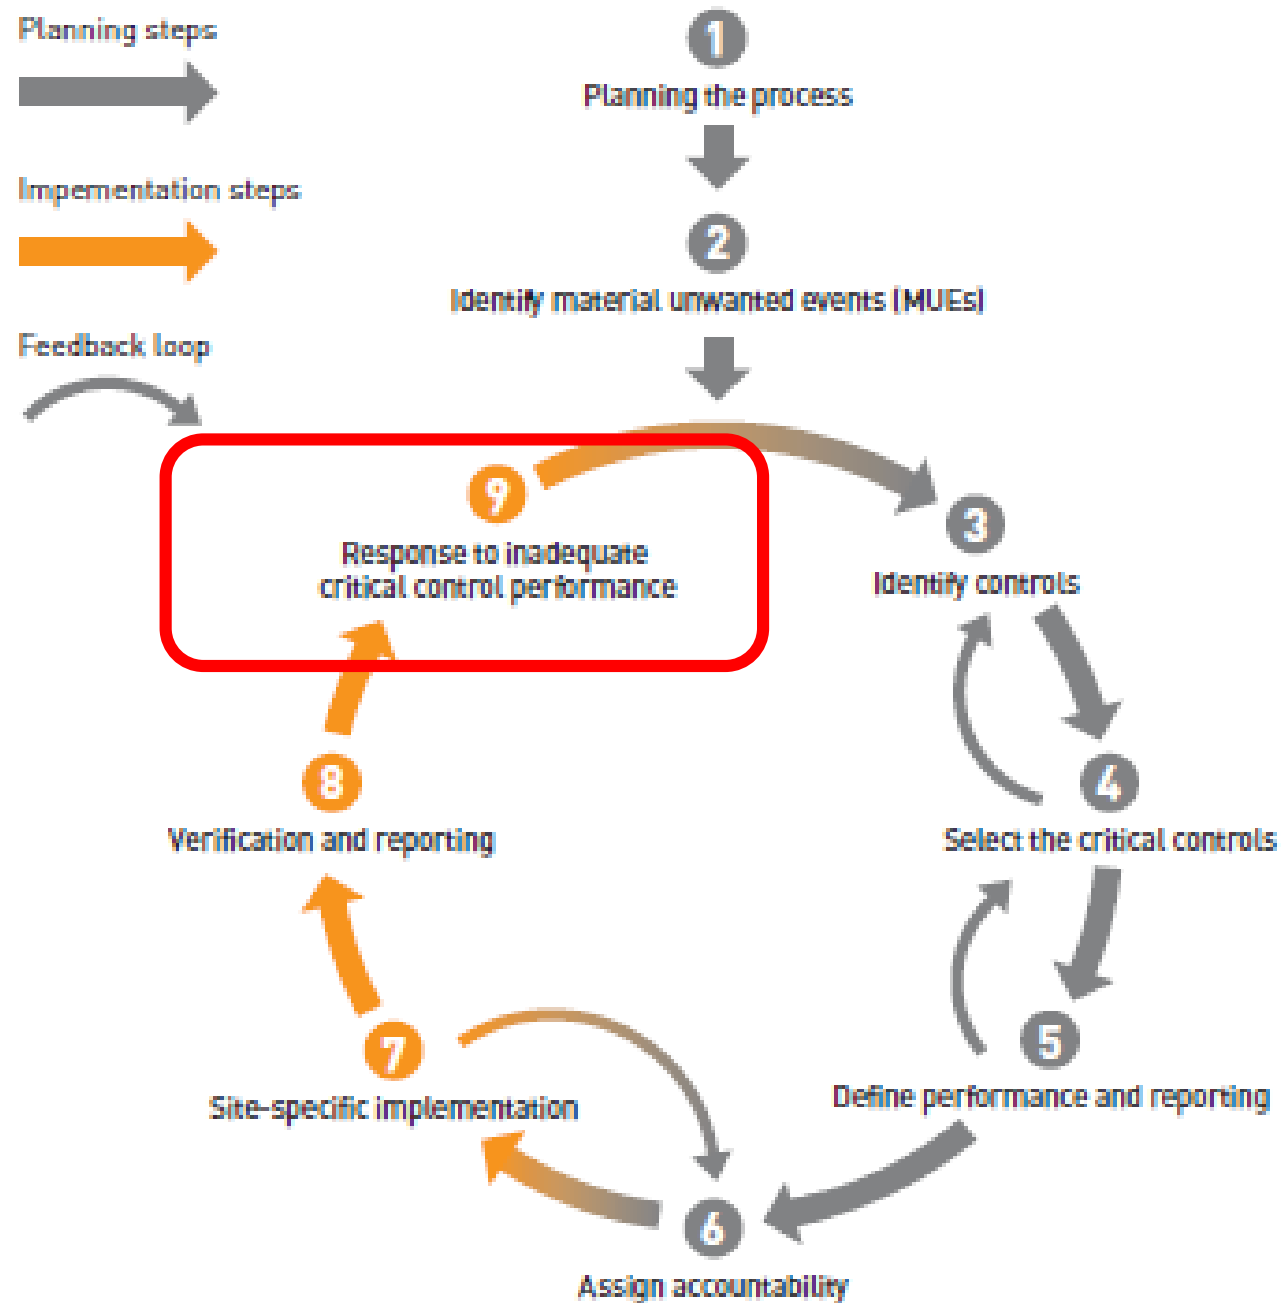 Planning steps
Impementation steps
Feedback loop
1
Planning the process
2
Identify material unwanted events (MUEs)
3
Identify controls
4
Select the critical controls
5
Define performance and reporting
6
Assign accountability
7
Site-specific implementation
8
Verification and reporting
9
Response to inadequate
critical control performance